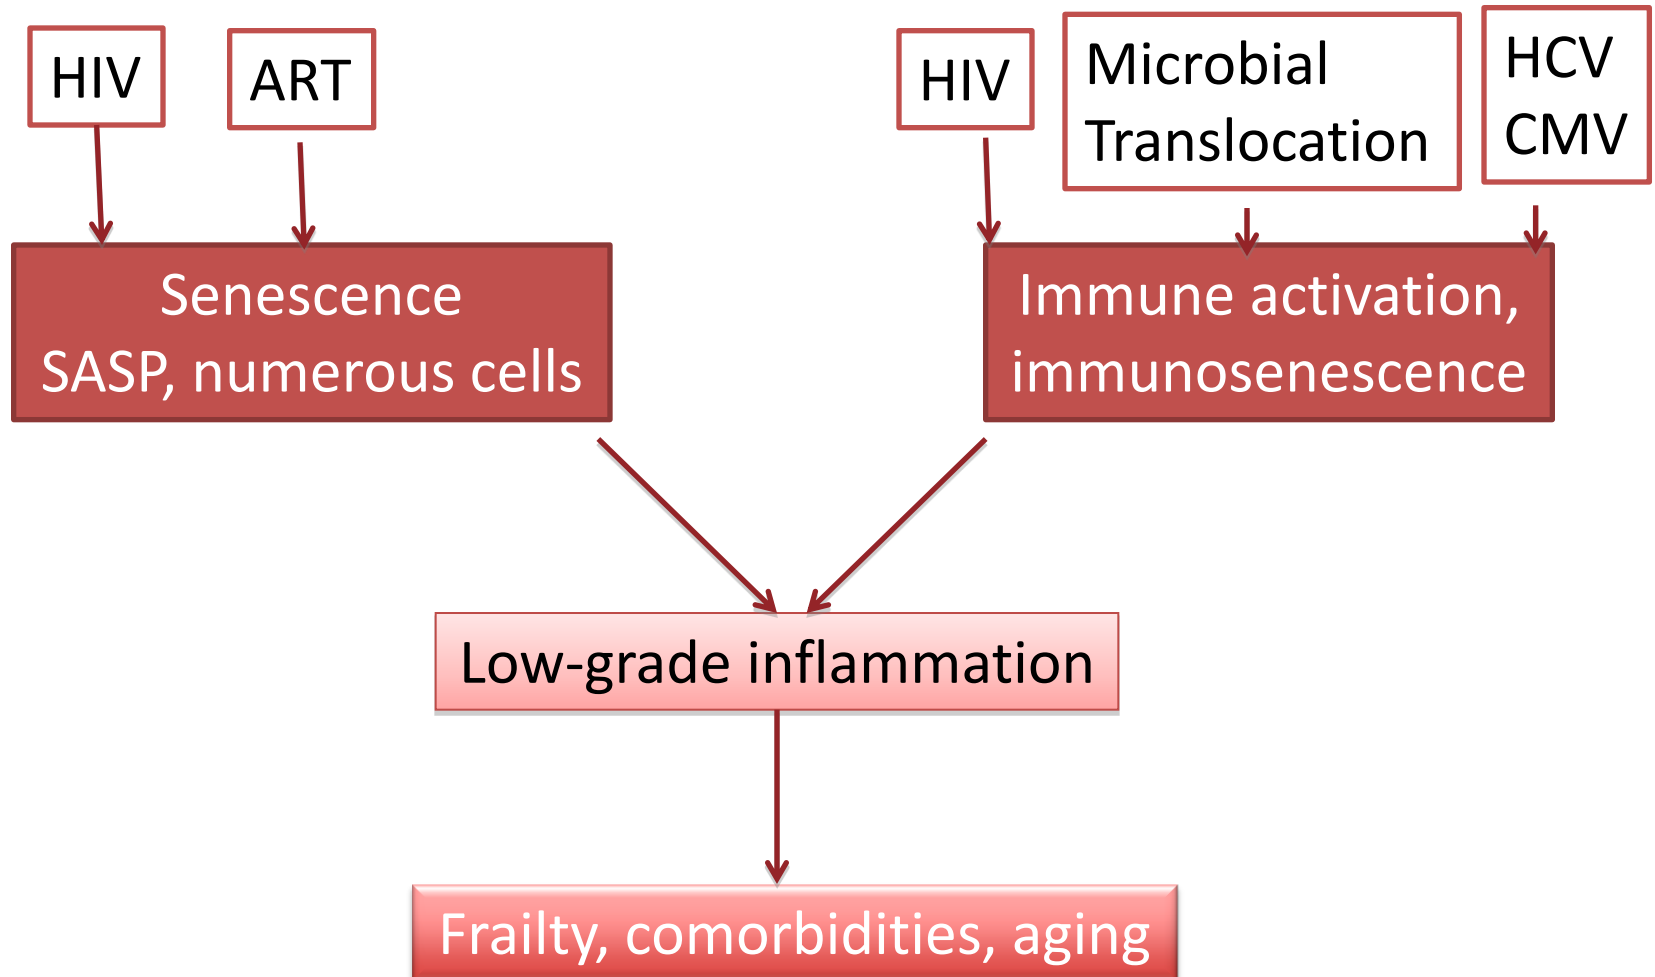 HIV
ART
HIV
Microbial
Translocation
HCV
CMV
Senescence
SASP, numerous cells
Immune activation,
immunosenescence
Low-grade inflammation
Frailty, comorbidities, aging